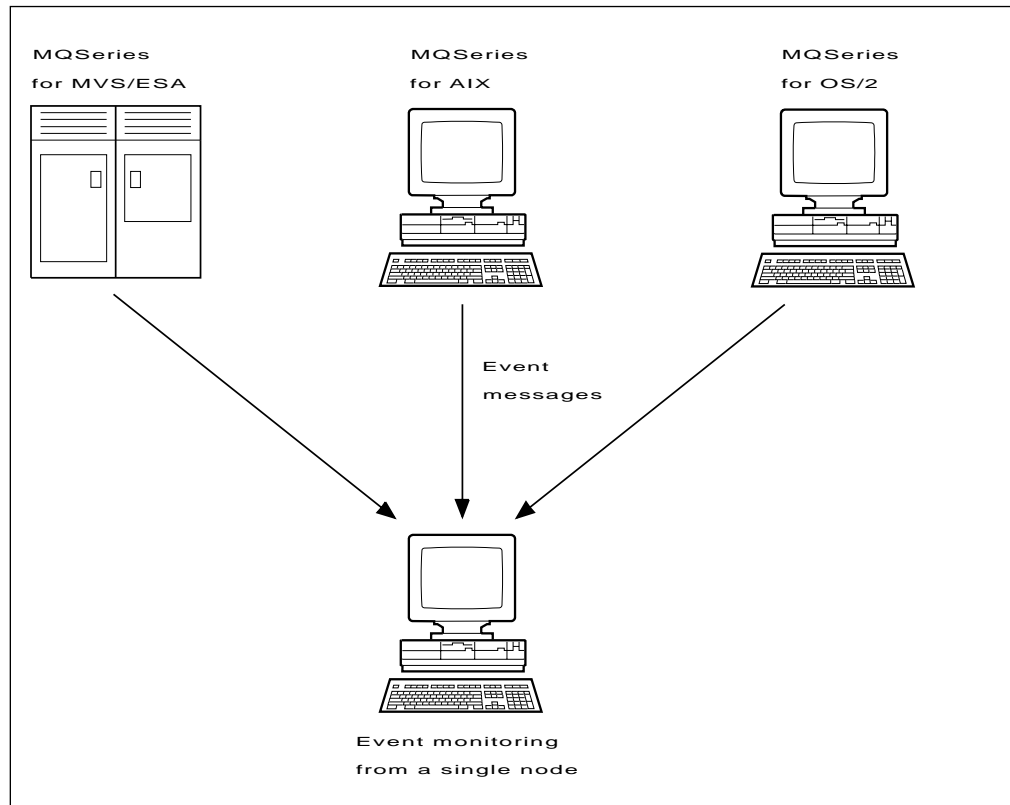 MQSeries
for MVS/ESA
MQSeries
for AIX
MQSeries
for OS/2
Event
messages
Event monitoring
from a single node